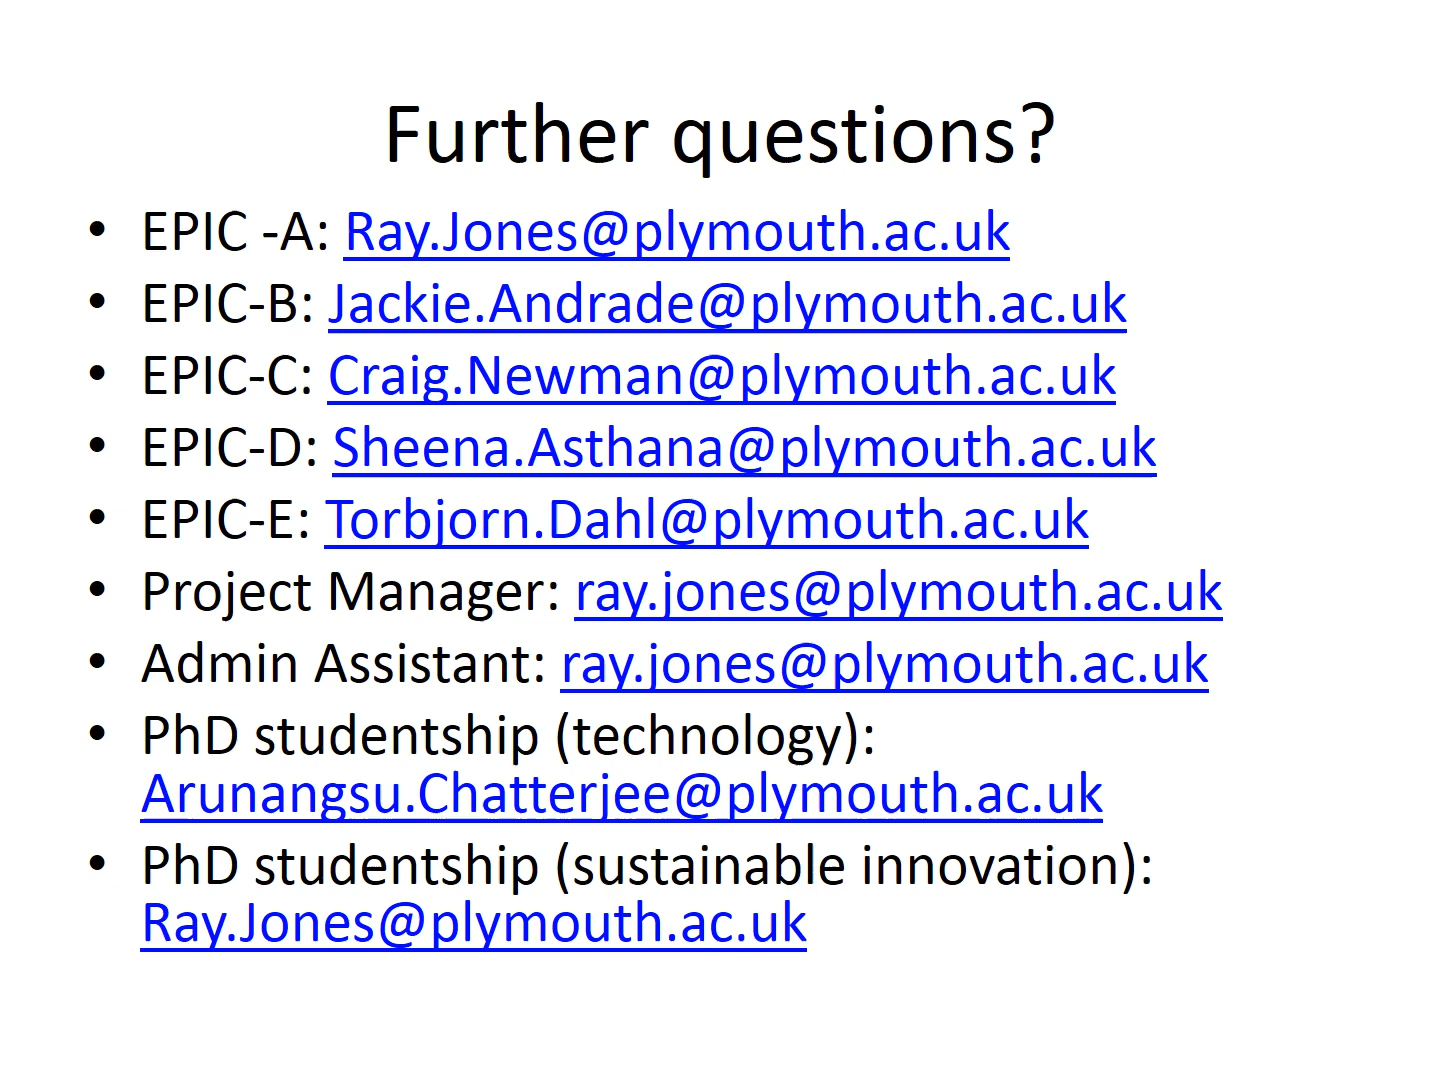 Further questions?
• EPIC -A: Ray.Jones@plymouth.ac.uk
• EPIC-B: Jackie.Andrade@plymouth.ac.uk
• EPIC-C: Craig.Newman@plymouth.ac.uk
• EPIC-D: Sheena.Asthana@plymouth.ac.uk
• EPIC-E: Torbjorn.Dahl@plymouth.ac.uk
• Project Manager: ray.jones@plymouth.ac.uk
• Admin Assistant: ray.jones@plymouth.ac.uk
• PhD studentship (technology):
Arunangsu.Chatterjee@plymouth.ac.uk
• PhD studentship (sustainable innovation):
Ray.Jones@plymouth.ac.uk